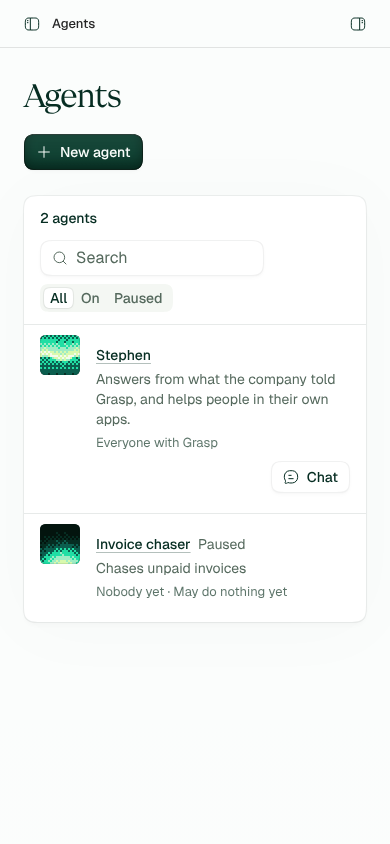 Agents
Agents
New agent
2 agents
Search
All On Paused
Stephen
Answers from what the company told
Grasp, and helps people in their own
apps.
Everyone with Grasp
Chat
Invoice chaser Paused
Chases unpaid invoices
Nobody yet · May do nothing yet